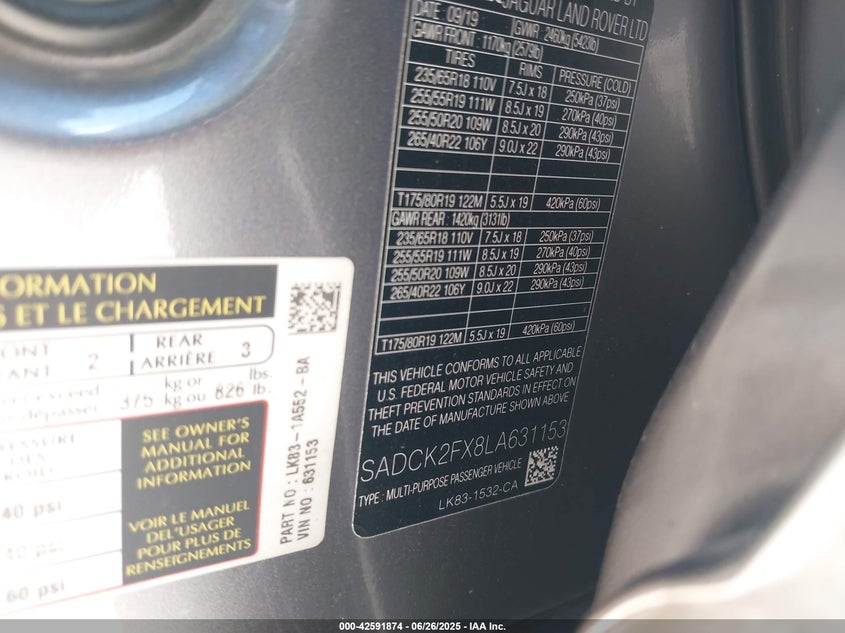 JAGUAR LAND ROVER LTD
DATE 09/19 GVWR 2460kg (5423lb)
GAWR FRONT: 1170kg (2579lb)
TIRES RIMS PRESSURE (COLD)
235/65R18 110V 7.5J x 18 250kPa (37psi)
255/55R19 111W 8.5J x 19 270kPa (40psi)
255/50R20 109W 8.5J x 20 290kPa (43psi)
265/40R22 106Y 9.0J x 22 290kPa (43psi)
T175/80R19 122M 5.5J x 19 420kPa (60psi)
GAWR REAR : 1420kg (3131lb)
235/65R18 110V 7.5J x 18 250kPa (37psi)
255/55R19 111W 8.5J x 19 270kPa (40psi)
255/50R20 109W 8.5J x 20 290kPa (43psi)
265/40R22 106Y 9.0J x 22 290kPa (43psi)
T175/80R19 122M 5.5J x 19 420kPa (60psi)
THIS VEHICLE CONFORMS TO ALL APPLICABLE
U.S. FEDERAL MOTOR VEHICLE SAFETY AND
THEFT PREVENTION STANDARDS IN EFFECT ON
DATE OF MANUFACTURE SHOWN ABOVE
SADCK2FX8LA631153
TYPE : MULTI-PURPOSE PASSENGER VEHICLE
LK83-1532-CA
ORMATION
ET LE CHARGEMENT
2 REAR
ARRIÈRE 3
kg or lbs.
375 kg ou 826 lb.
SEE OWNER'S
MANUAL FOR
ADDITIONAL
INFORMATION
40 psi
VOIR LE MANUEL
DEL'USAGER
POUR PLUS DE
RENSEIGNEMENTS
60 psi
PART NO : LK83-1A552-BA
VIN NO : 631153
000-42591874 / 06/26/2025 - IAA Inc.